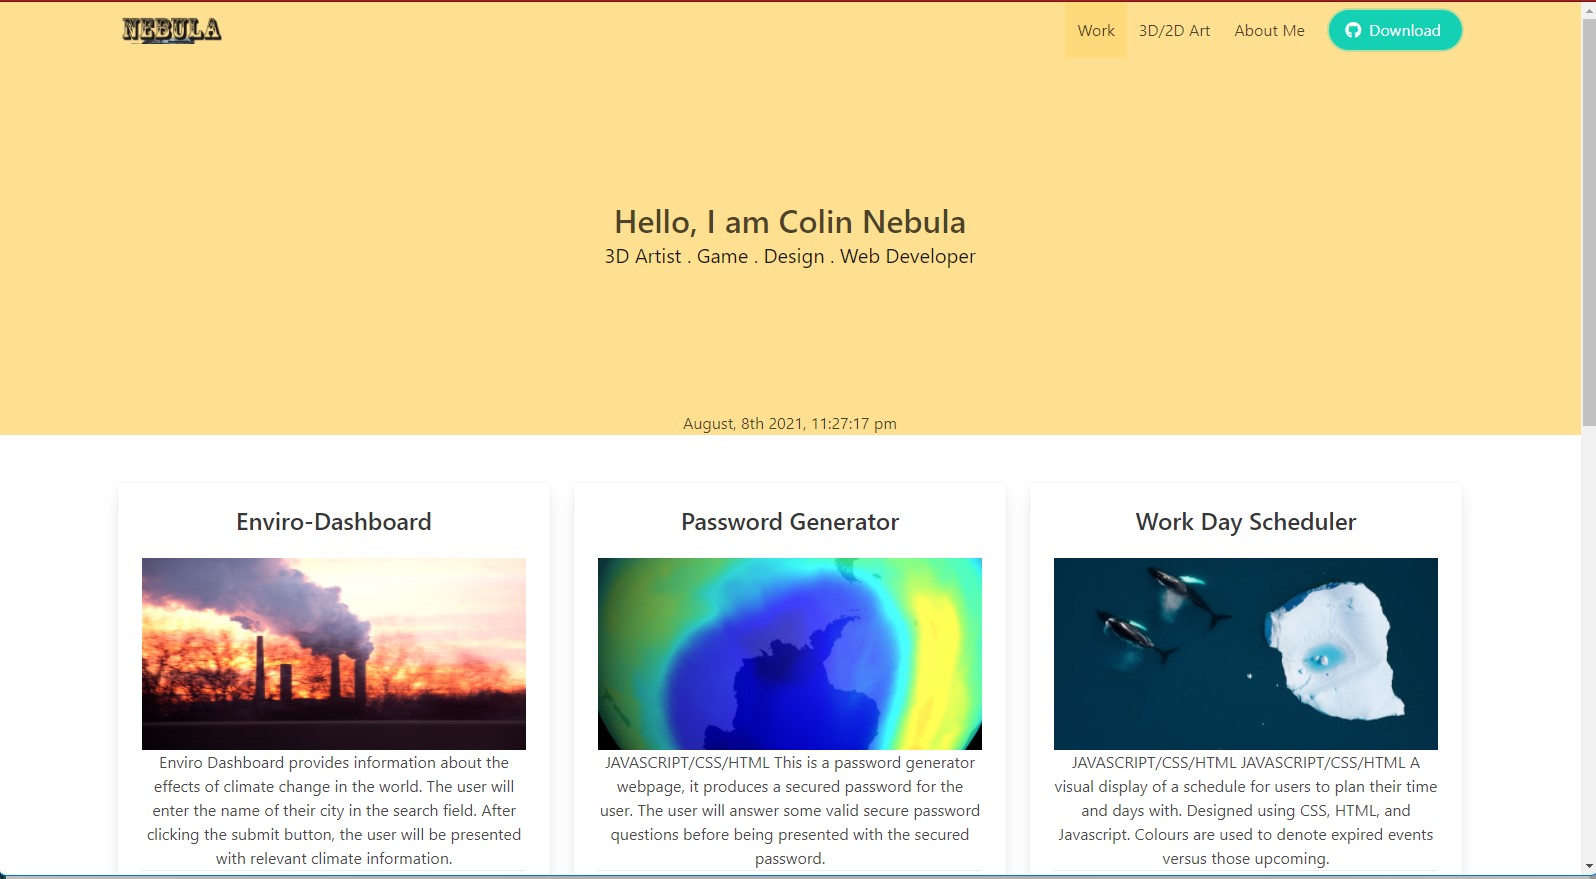 NEBULA
Work 3D/2D Art About Me Download
Hello, I am Colin Nebula
3D Artist . Game . Design . Web Developer
August, 8th 2021, 11:27:17 pm
Enviro-Dashboard
Enviro Dashboard provides information about the
effects of climate change in the world. The user will
enter the name of their city in the search field. After
clicking the submit button, the user will be presented
with relevant climate information.
Password Generator
JAVASCRIPT/CSS/HTML This is a password generator
webpage, it produces a secured password for the
user. The user will answer some valid secure password
questions before being presented with the secured
password.
Work Day Scheduler
JAVASCRIPT/CSS/HTML JAVASCRIPT/CSS/HTML A
visual display of a schedule for users to plan their time
and days with. Designed using CSS, HTML, and
Javascript. Colours are used to denote expired events
versus those upcoming.